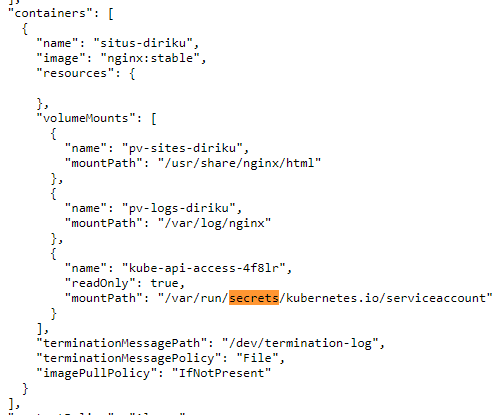 ],
"containers": [
{
"name": "situs-diriku",
"image": "nginx:stable",
"resources": {
},
"volumeMounts": [
{
"name": "pv-sites-diriku",
"mountPath": "/usr/share/nginx/html"
},
{
"name": "pv-logs-diriku",
"mountPath": "/var/log/nginx"
},
{
"name": "kube-api-access-4f8lr",
"readOnly": true,
"mountPath": "/var/run/secrets/kubernetes.io/serviceaccount"
}
],
"terminationMessagePath": "/dev/termination-log",
"terminationMessagePolicy": "File",
"imagePullPolicy": "IfNotPresent"
}
],